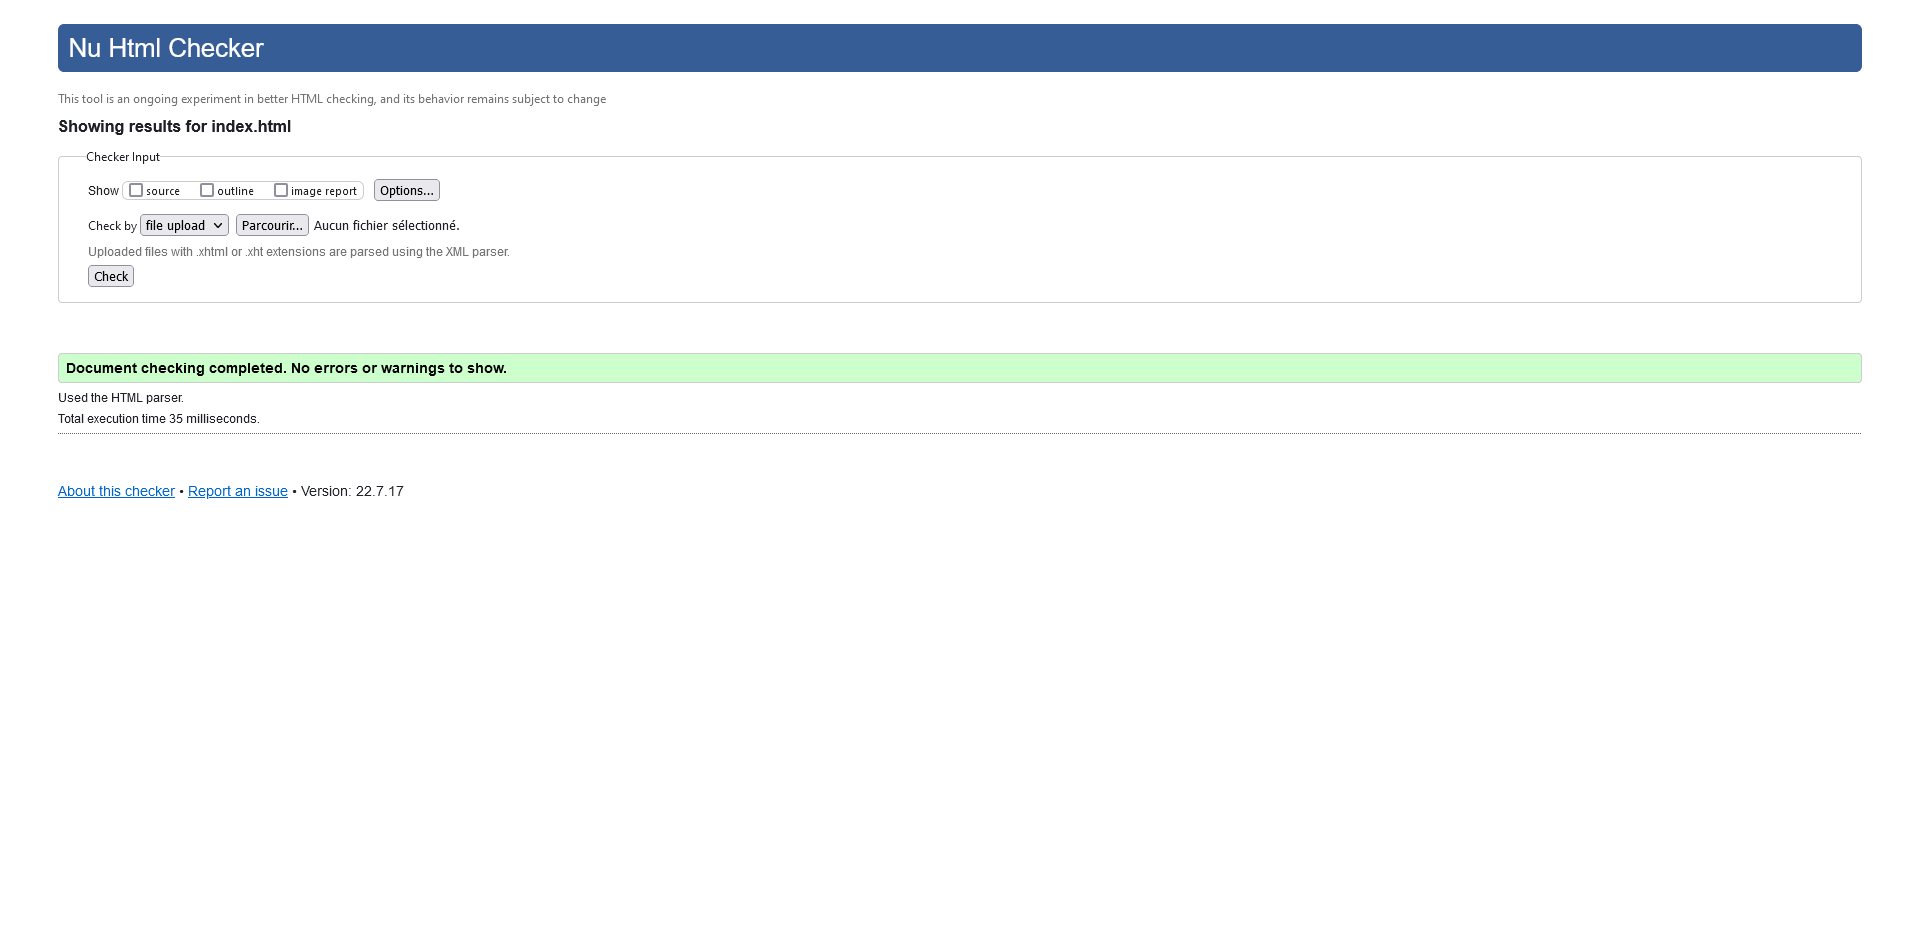 Nu Html Checker
This tool is an ongoing experiment in better HTML checking, and its behavior remains subject to change
Showing results for index.html
Checker Input
Show source outline image report Options...
Check by file upload Parcourir... Aucun fichier sélectionné.
Uploaded files with .xhtml or .xht extensions are parsed using the XML parser.
Check
Document checking completed. No errors or warnings to show.
Used the HTML parser.
Total execution time 35 milliseconds.
About this checker • Report an issue • Version: 22.7.17